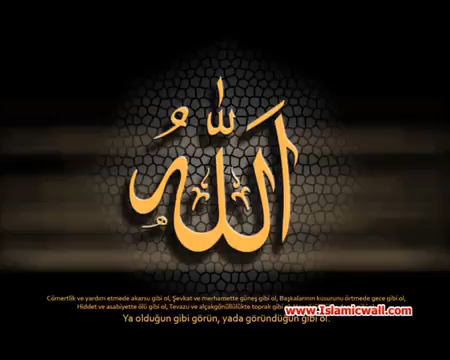 الله
Cömertlik ve yardım etmede akarsu gibi ol, Şevkat ve merhamette güneş gibi ol, Başkalarının kusurunu örtmede gece gibi ol,
Hiddet ve asabiyette ölü gibi ol, Tevazu ve alçakgönüllülükte toprak gibi
www.Islamicwall.com
Ya olduğun gibi görün, yada göründüğün gibi ol.